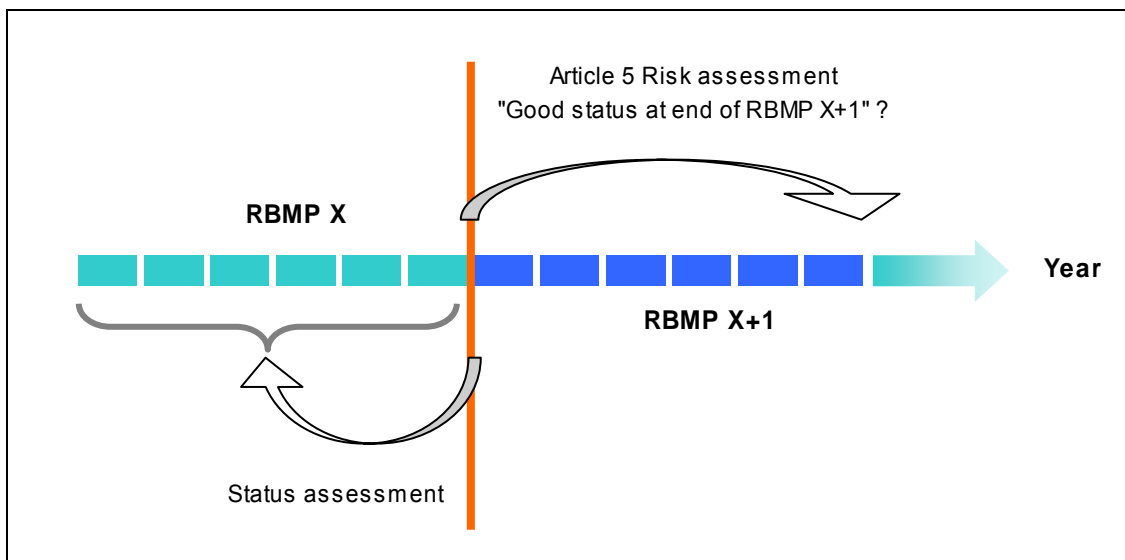 Article 5 Risk assessment
"Good status at end of RBMP X+1" ?
RBMP X
Year
RBMP X+1
Status assessment